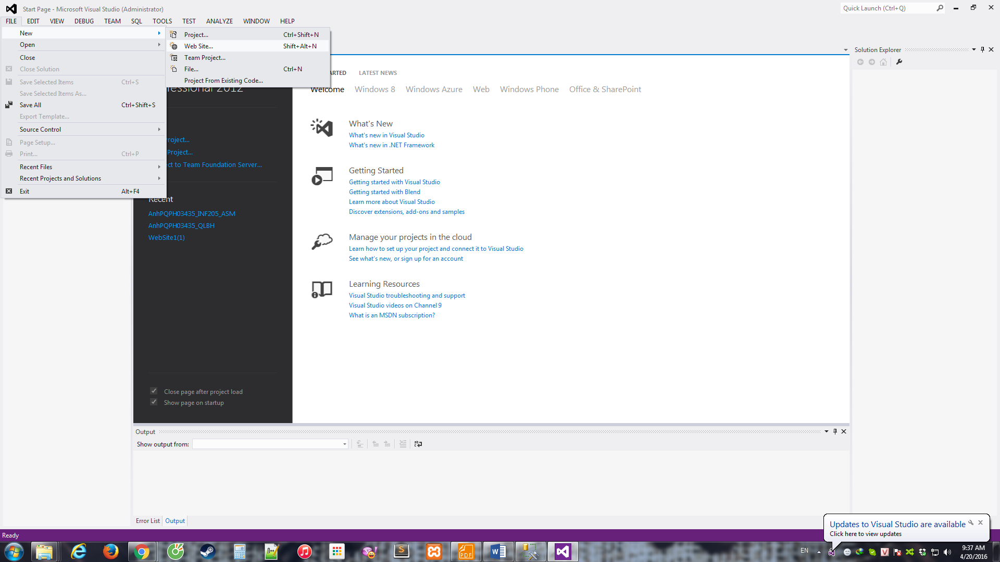 Start Page - Microsoft Visual Studio (Administrator)
Quick Launch (Ctrl+Q)
FILE EDIT VIEW DEBUG TEAM SQL TOOLS TEST ANALYZE WINDOW HELP
New
Open
Close
Close Solution
Save Selected Items Ctrl+S
Save Selected Items As...
Save All Ctrl+Shift+S
Export Template...
Source Control
Page Setup...
Print... Ctrl+P
Recent Files
Recent Projects and Solutions
Exit Alt+F4
Project... Ctrl+Shift+N
Web Site... Shift+Alt+N
Team Project...
File... Ctrl+N
Project From Existing Code...
2012
roject...
Project...
ct to Team Foundation Server...
Recent
AnhPQPH03435_INF205_ASM
AnhPQPH03435_QLBH
WebSite1(1)
Close page after project load
Show page on startup
ARTED LATEST NEWS
Welcome Windows 8 Windows Azure Web Windows Phone Office & SharePoint
What's New
What's new in Visual Studio
What's new in .NET Framework
Getting Started
Getting started with Visual Studio
Getting started with Blend
Learn more about Visual Studio
Discover extensions, add-ons and samples
Manage your projects in the cloud
Learn how to set up your project and connect it to Visual Studio
See what's new, or sign up for an account
Learning Resources
Visual Studio troubleshooting and support
Visual Studio videos on Channel 9
What is an MSDN subscription?
Solution Explorer
Output
Show output from:
Error List Output
Updates to Visual Studio are available
Click here to view updates
Ready
PDF
EN
9:37 AM
4/20/2016